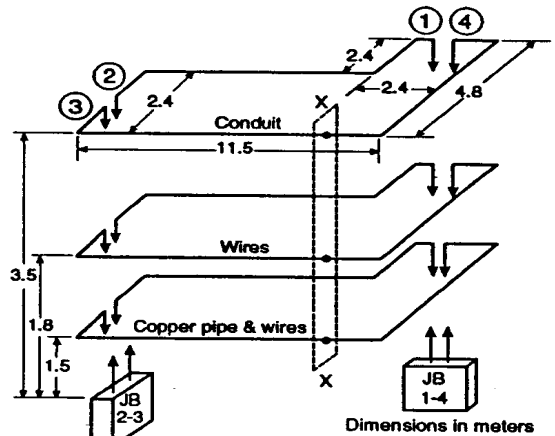 1 4
2.4
2
3 2.4 2.4 4.8
X
Conduit
11.5
Wires
3.5
Copper pipe & wires
1.8
1.5
X
JB
2-3
JB
1-4
Dimensions in meters